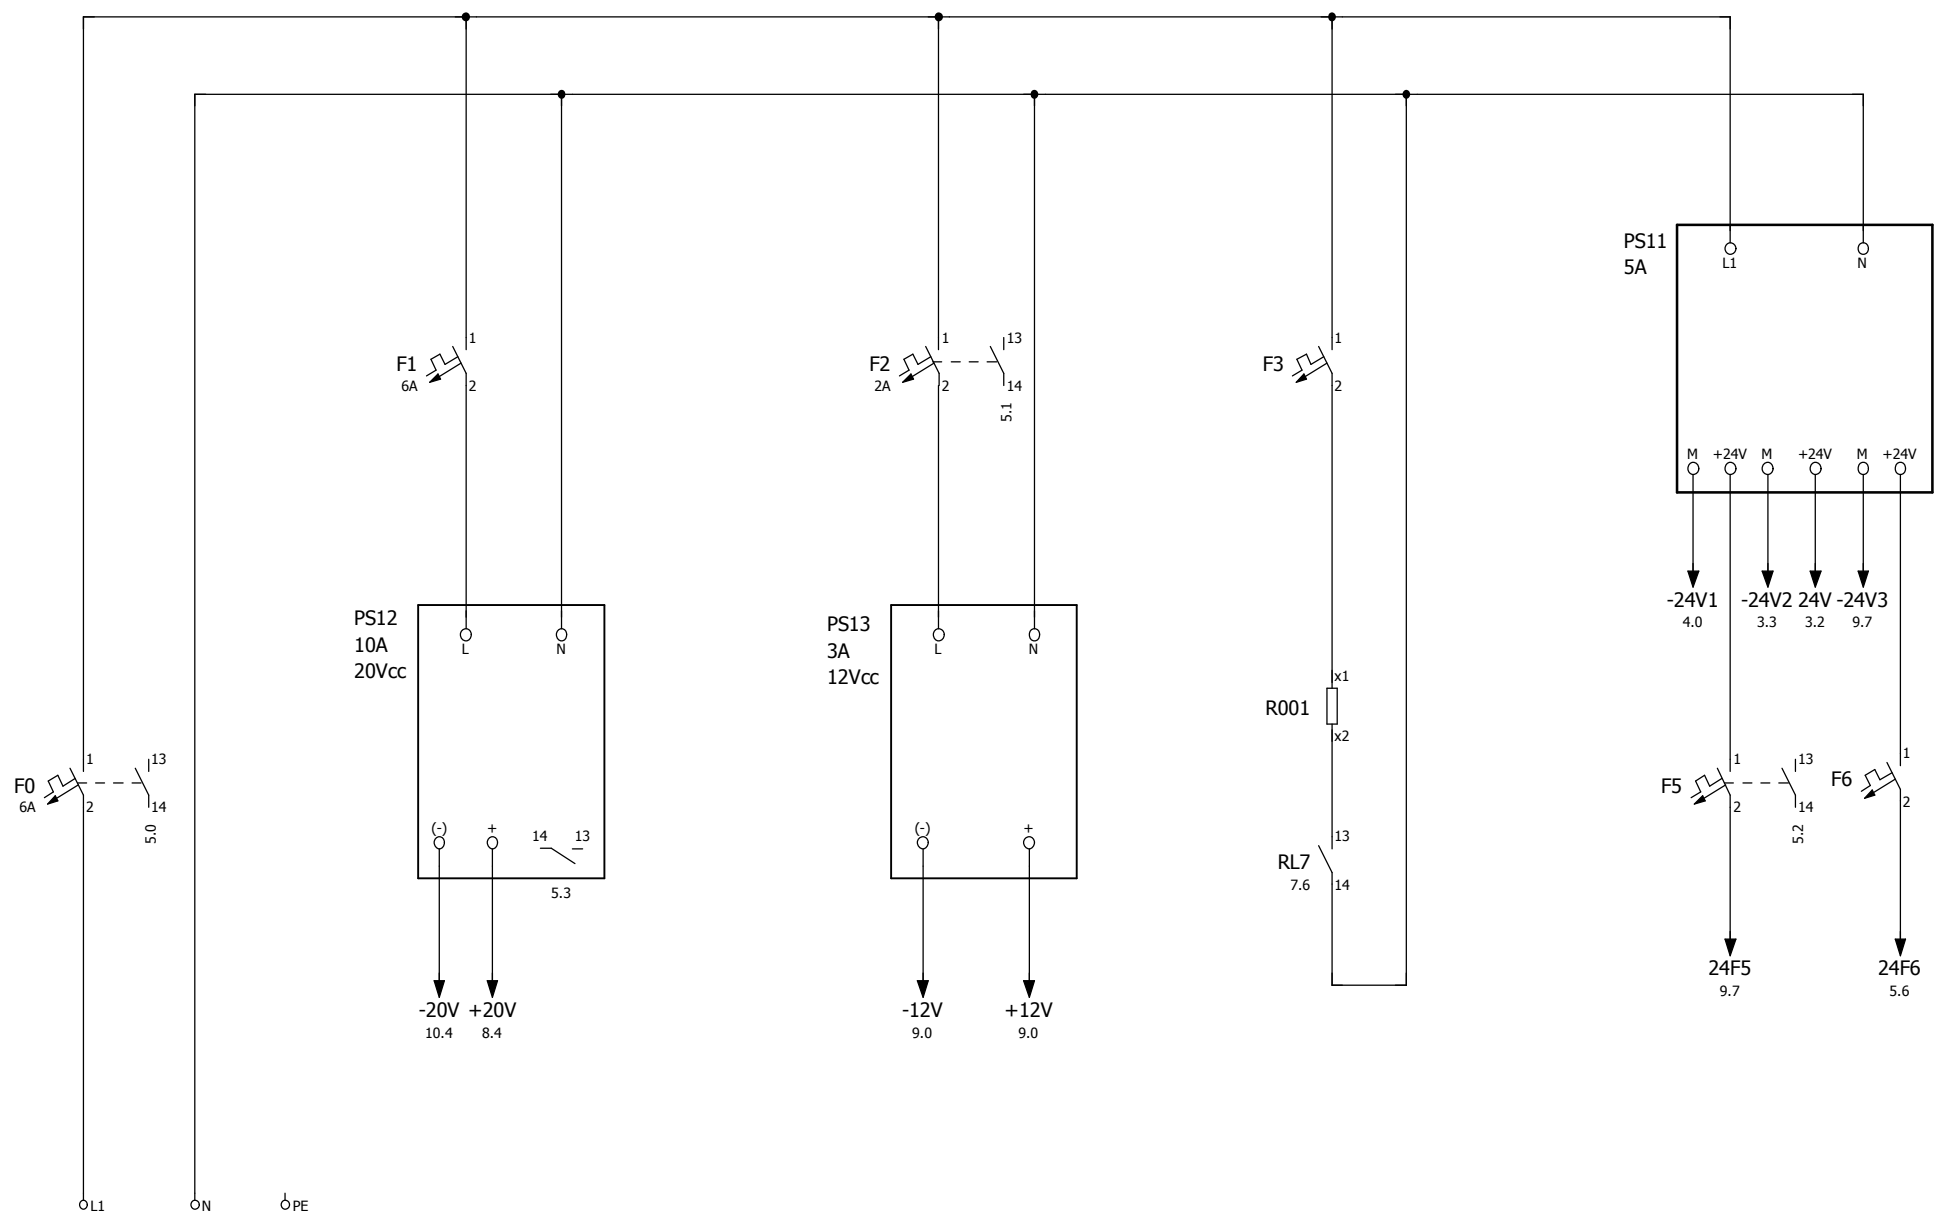 PS11
5A
L1
N
1
F1
6A
2
1
F2
2A
2
13
14
5.1
1
F3
2
M
+24V
M
+24V
M
+24V
-24V1
4.0
-24V2
3.3
24V
3.2
-24V3
9.7
PS12
10A
20Vcc
L
N
(-)
+
14
13
5.3
-20V
10.4
+20V
8.4
PS13
3A
12Vcc
L
N
(-)
+
-12V
9.0
+12V
9.0
x1
R001
x2
13
RL7
7.6
14
1
F0
6A
2
13
14
5.0
1
F5
2
13
14
5.2
1
F6
2
24F5
9.7
24F6
5.6
L1
N
PE